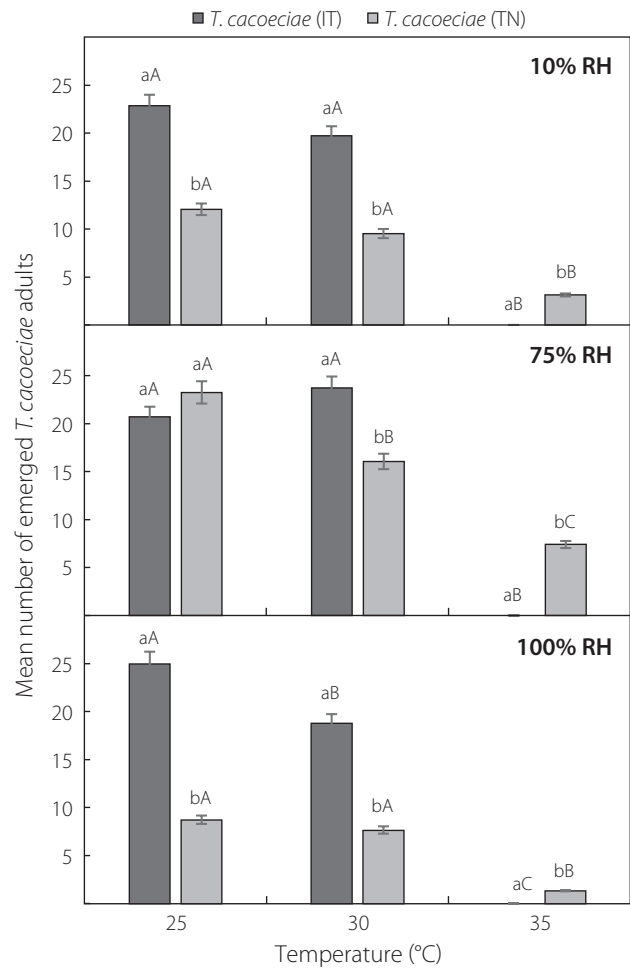 T. cacoeciae (IT) T. cacoeciae (TN)
Mean number of emerged T. cacoeciae adults
10% RH
25
20
15
10
5
aA
bA
aA
bA
aB
bB
75% RH
25
20
15
10
5
aA
aA
aA
bB
aB
bC
100% RH
25
20
15
10
5
aA
bA
aB
bA
aC
bB
25 30 35
Temperature (°C)